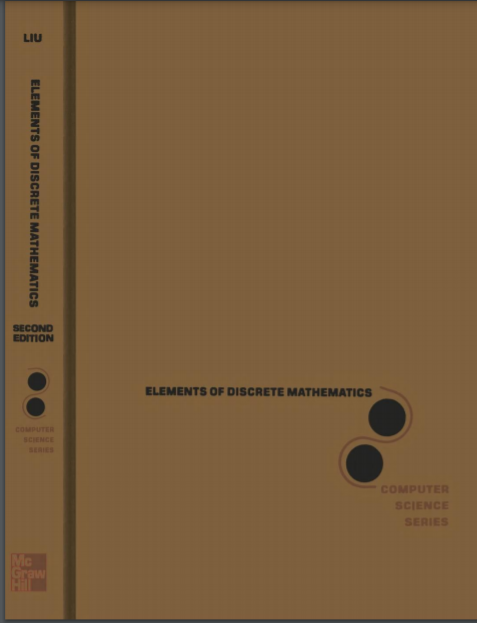 LIU
ELEMENTS OF DISCRETE MATHEMATICS
SECOND
EDITION
COMPUTER
SCIENCE
SERIES
Mc
Graw
Hill
ELEMENTS OF DISCRETE MATHEMATICS
COMPUTER
SCIENCE
SERIES